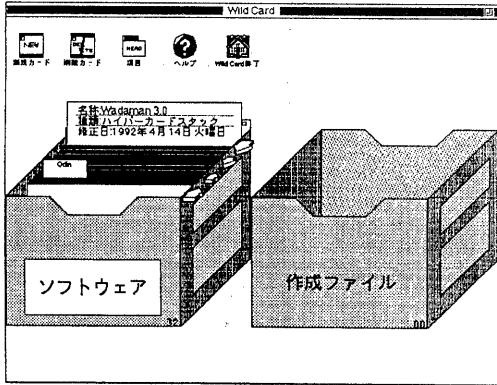 Wild Card
NEW
HEAD
新規カード
削除カード
項目
ヘルプ
Wild Card終了
名称:Wadaman 3.0
種類:ハイパーカードスタック
修正日:1992年4月14日 火曜日
Odin
ソフトウェア
作成ファイル
32
00